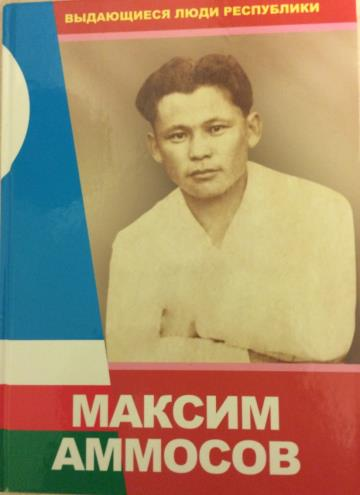 ВЫДАЮЩИЕСЯ ЛЮДИ РЕСПУБЛИКИ
МАКСИМ
АММОСОВ